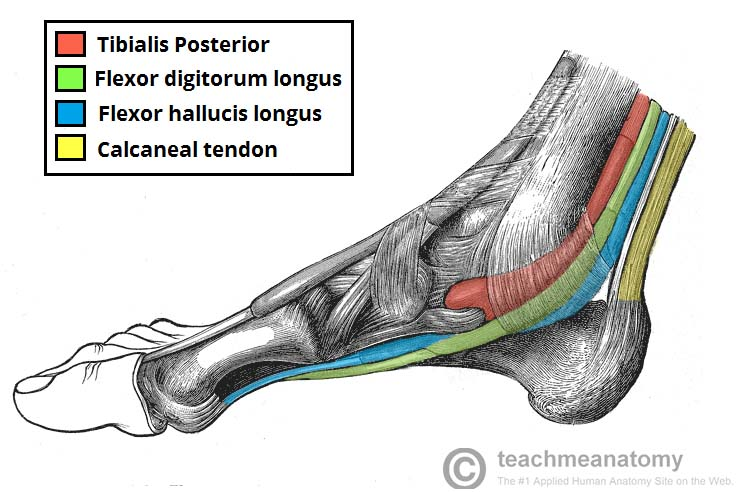 Tibialis Posterior
Flexor digitorum longus
Flexor hallucis longus
Calcaneal tendon
© teachmeanatomy
The #1 Applied Human Anatomy Site on the Web.